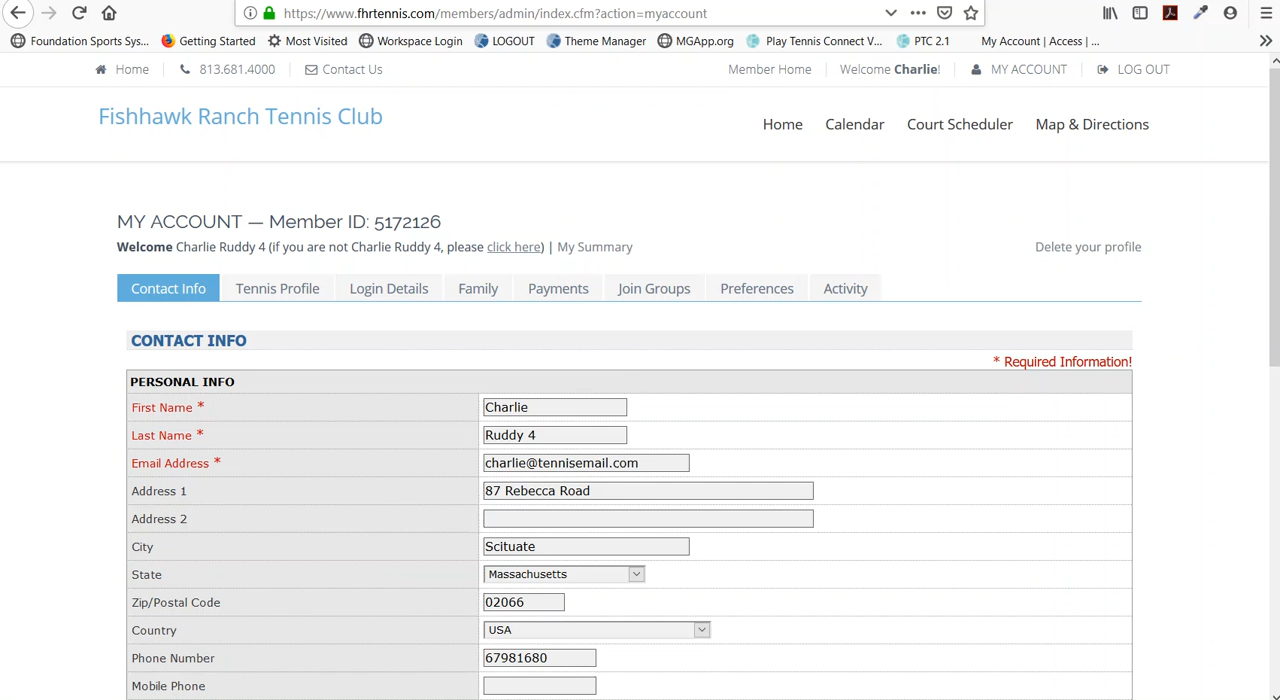 https://www.fhrtennis.com/members/admin/index.cfm?action=myaccount
Foundation Sports Sys... Getting Started Most Visited Workspace Login LOGOUT Theme Manager MGApp.org Play Tennis Connect V... PTC 2.1 My Account | Access | ...
Home 813.681.4000 Contact Us Member Home Welcome Charlie! MY ACCOUNT LOG OUT
Fishhawk Ranch Tennis Club
Home Calendar Court Scheduler Map & Directions
MY ACCOUNT — Member ID: 5172126
Welcome Charlie Ruddy 4 (if you are not Charlie Ruddy 4, please click here) | My Summary Delete your profile
Contact Info Tennis Profile Login Details Family Payments Join Groups Preferences Activity
CONTACT INFO
* Required Information!
PERSONAL INFO
First Name * Charlie
Last Name * Ruddy 4
Email Address * charlie@tennisemail.com
Address 1 87 Rebecca Road
Address 2
City Scituate
State Massachusetts
Zip/Postal Code 02066
Country USA
Phone Number 67981680
Mobile Phone